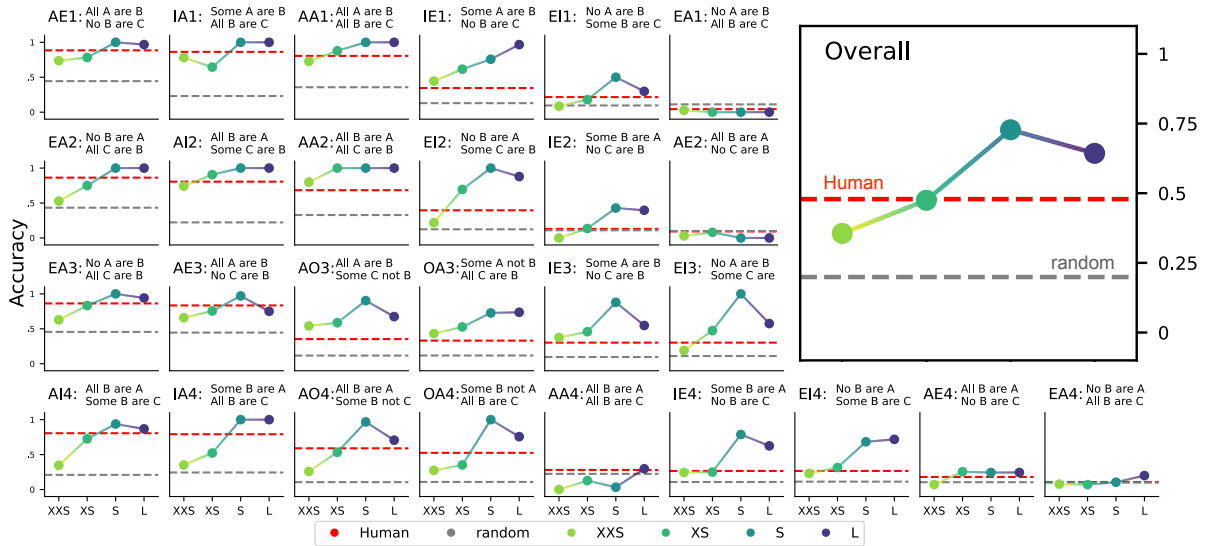 AE1: All A are B
No B are C
IA1: Some A are B
All B are C
AA1: All A are B
All B are C
IE1: Some A are B
No B are C
EI1: No A are B
Some B are C
EA1: No A are B
All B are C
1
.5
0
EA2: No B are A
All C are B
AI2: All B are A
Some C are B
AA2: All B are A
All C are B
EI2: No B are A
Some C are B
IE2: Some B are A
No C are B
AE2: All B are A
No C are B
1
.5
0
EA3: No A are B
All C are B
AE3: All A are B
No C are B
AO3: All A are B
Some C not B
OA3: Some A not B
All C are B
IE3: Some A are B
No C are B
EI3: No A are B
Some C are
1
.5
0
AI4: All B are A
Some B are C
IA4: Some B are A
All B are C
AO4: All B are A
Some B not C
OA4: Some B not A
All B are C
AA4: All B are A
All B are C
IE4: Some B are A
No B are C
EI4: No B are A
Some B are C
AE4: All B are A
No B are C
EA4: No B are A
All B are C
1
.5
0
Accuracy
Overall
Human
random
1
0.75
0.5
0.25
0
XXS XS S L
XXS XS S L
XXS XS S L
XXS XS S L
XXS XS S L
XXS XS S L
XXS XS S L
XXS XS S L
XXS XS S L
Human random XXS XS S L